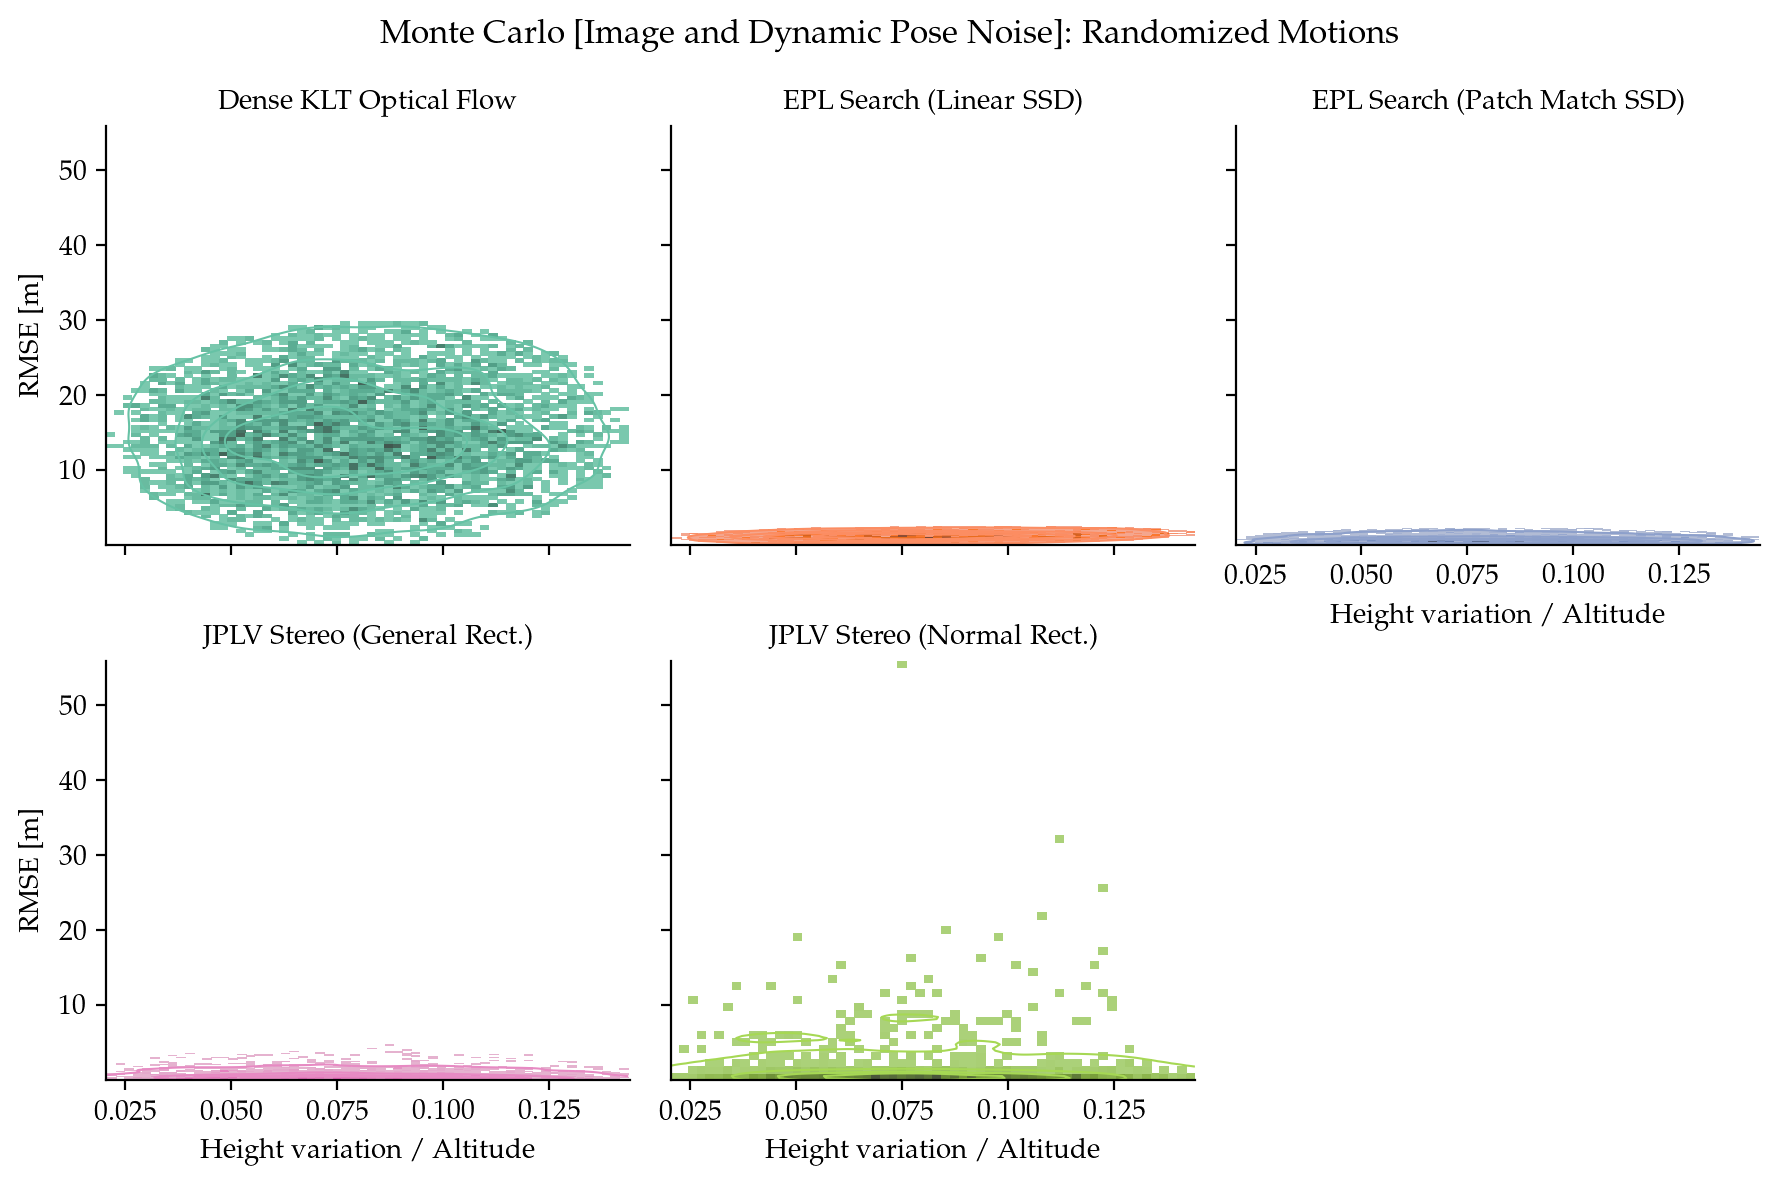 Monte Carlo [Image and Dynamic Pose Noise]: Randomized Motions
Dense KLT Optical Flow
EPL Search (Linear SSD)
EPL Search (Patch Match SSD)
50
40
30
20
10
RMSE [m]
0.025 0.050 0.075 0.100 0.125
Height variation / Altitude
JPLV Stereo (General Rect.)
JPLV Stereo (Normal Rect.)
50
40
30
20
10
RMSE [m]
0.025 0.050 0.075 0.100 0.125
Height variation / Altitude
0.025 0.050 0.075 0.100 0.125
Height variation / Altitude